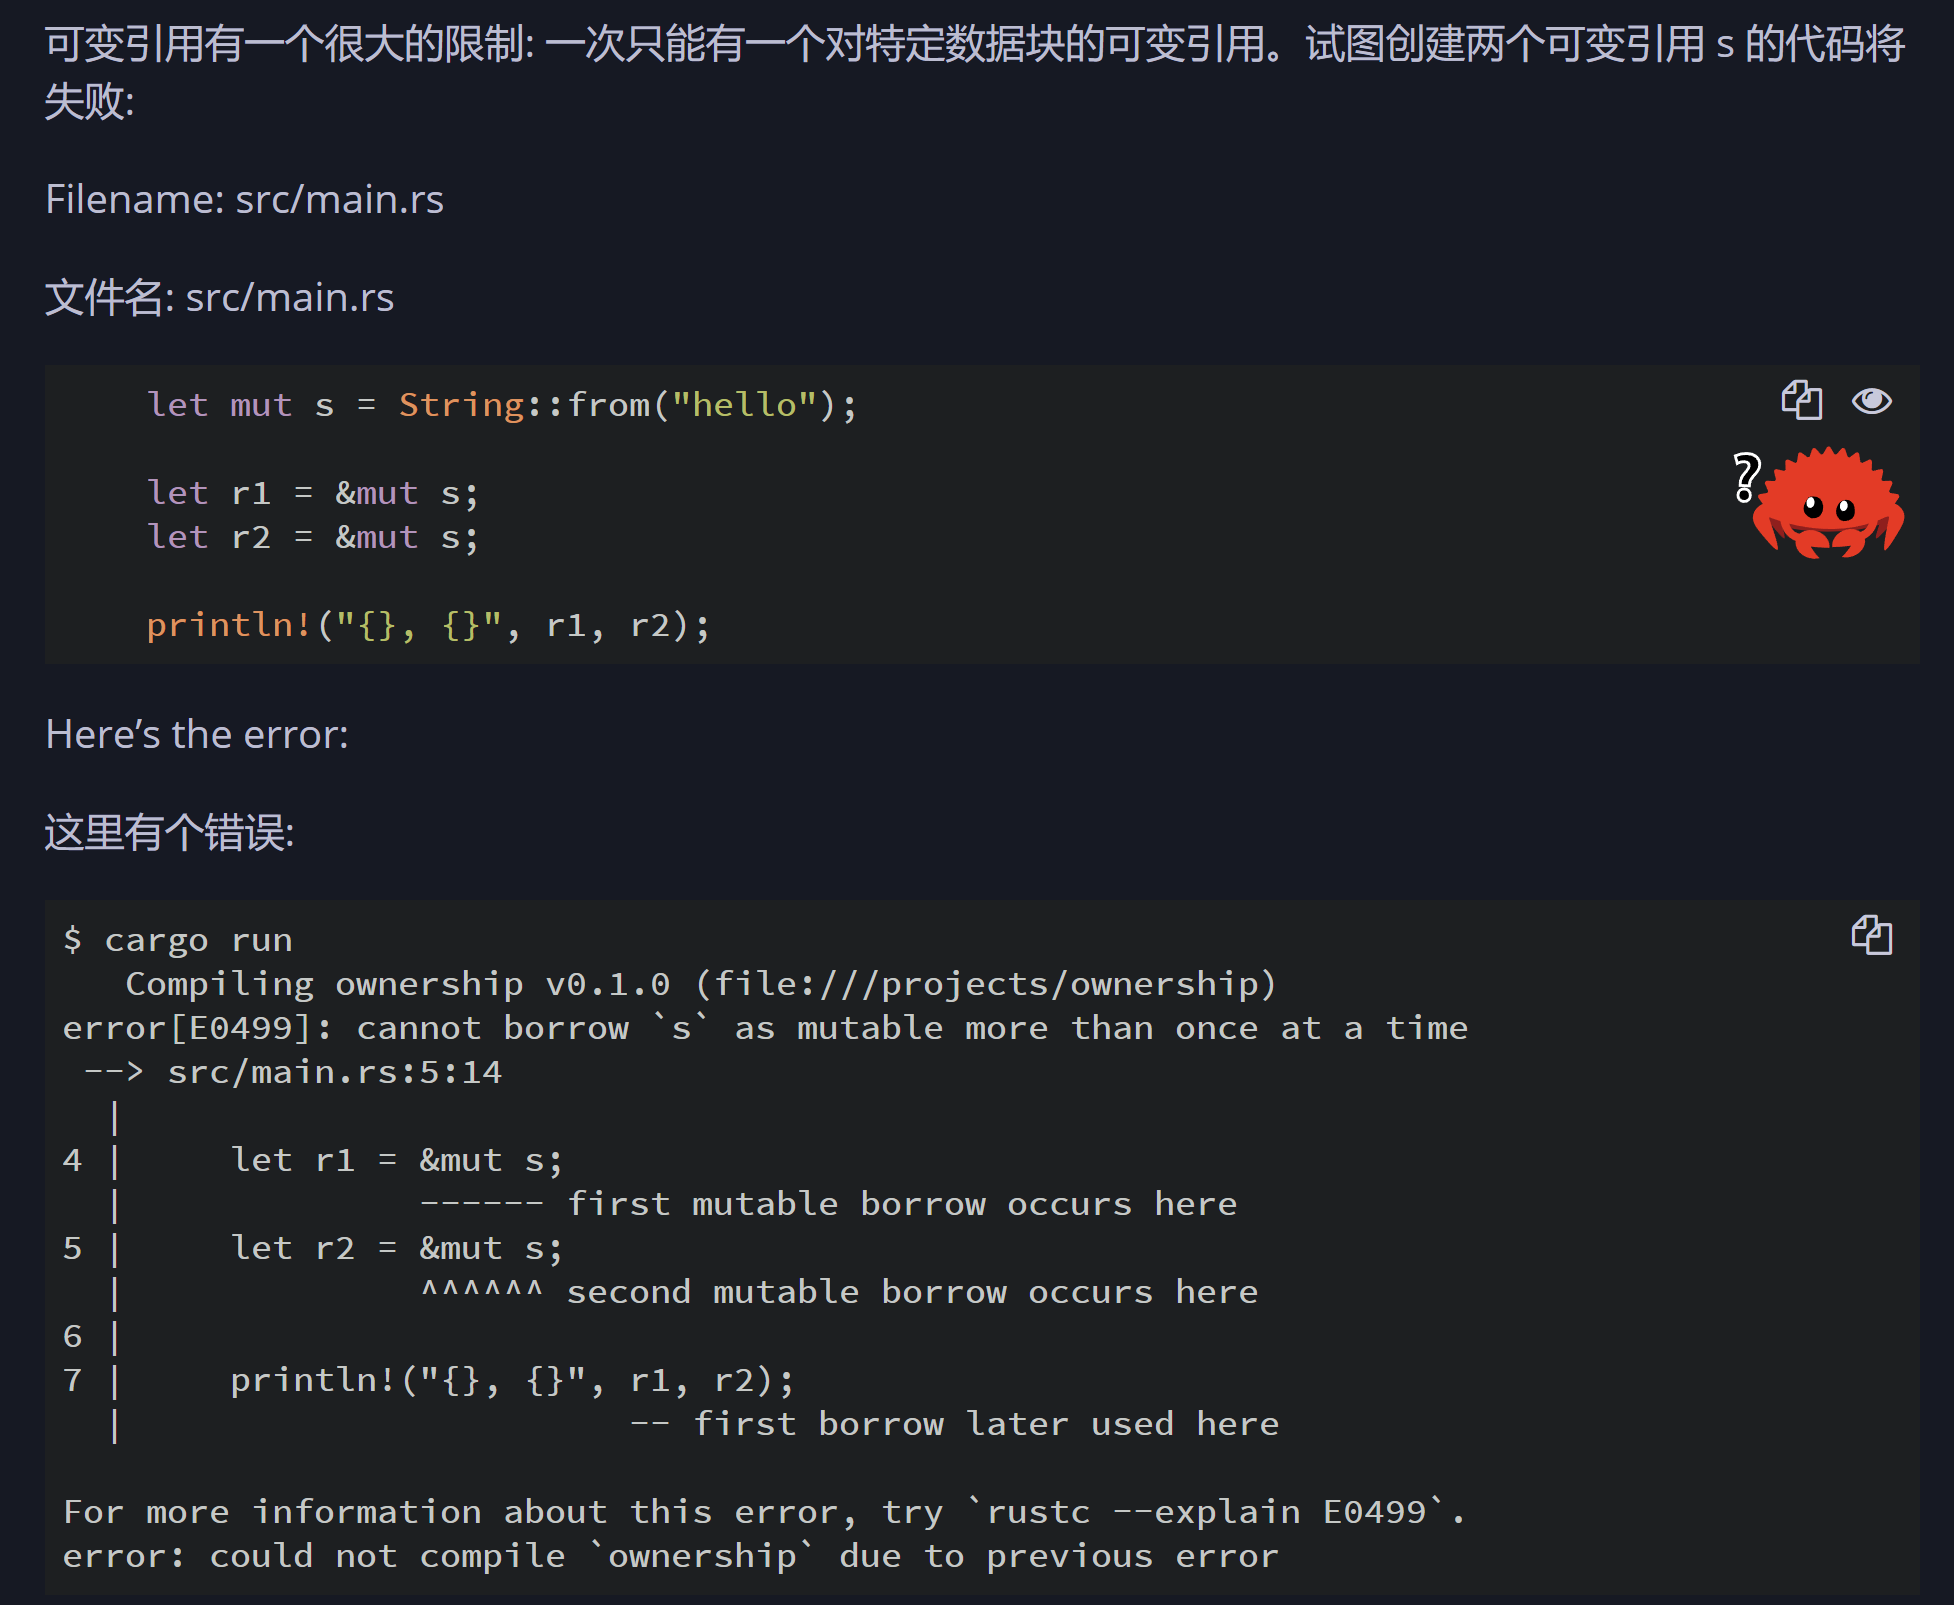 可变引用有一个很大的限制: 一次只能有一个对特定数据块的可变引用。试图创建两个可变引用 s 的代码将
失败:
Filename: src/main.rs
文件名: src/main.rs
    let mut s = String::from("hello");
    let r1 = &mut s;
    let r2 = &mut s;
    println!("{}, {}", r1, r2);
?
Here’s the error:
这里有个错误:
$ cargo run
   Compiling ownership v0.1.0 (file:///projects/ownership)
error[E0499]: cannot borrow `s` as mutable more than once at a time
 --> src/main.rs:5:14
  |
4 |     let r1 = &mut s;
  |              ------ first mutable borrow occurs here
5 |     let r2 = &mut s;
  |              ^^^^^^ second mutable borrow occurs here
6 |
7 |     println!("{}, {}", r1, r2);
  |                        -- first borrow later used here
For more information about this error, try `rustc --explain E0499`.
error: could not compile `ownership` due to previous error